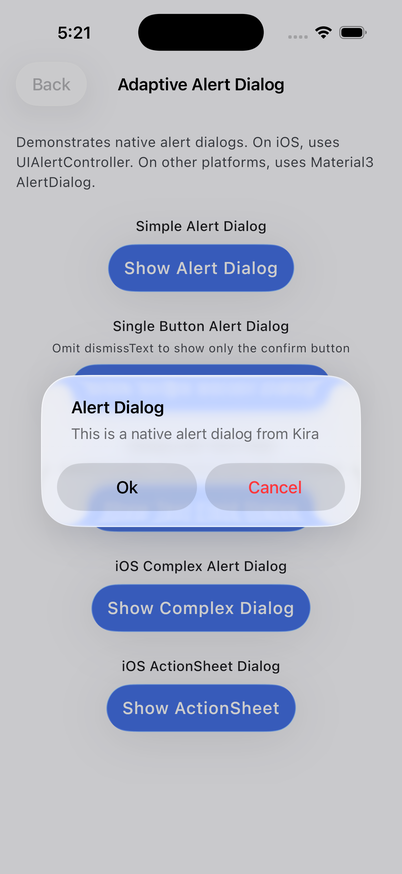 5:21
Back
Adaptive Alert Dialog
Demonstrates native alert dialogs. On iOS, uses
UIAlertController. On other platforms, uses Material3
AlertDialog.
Simple Alert Dialog
Show Alert Dialog
Single Button Alert Dialog
Omit dismissText to show only the confirm button
Alert Dialog
This is a native alert dialog from Kira
Ok
Cancel
iOS Complex Alert Dialog
Show Complex Dialog
iOS ActionSheet Dialog
Show ActionSheet